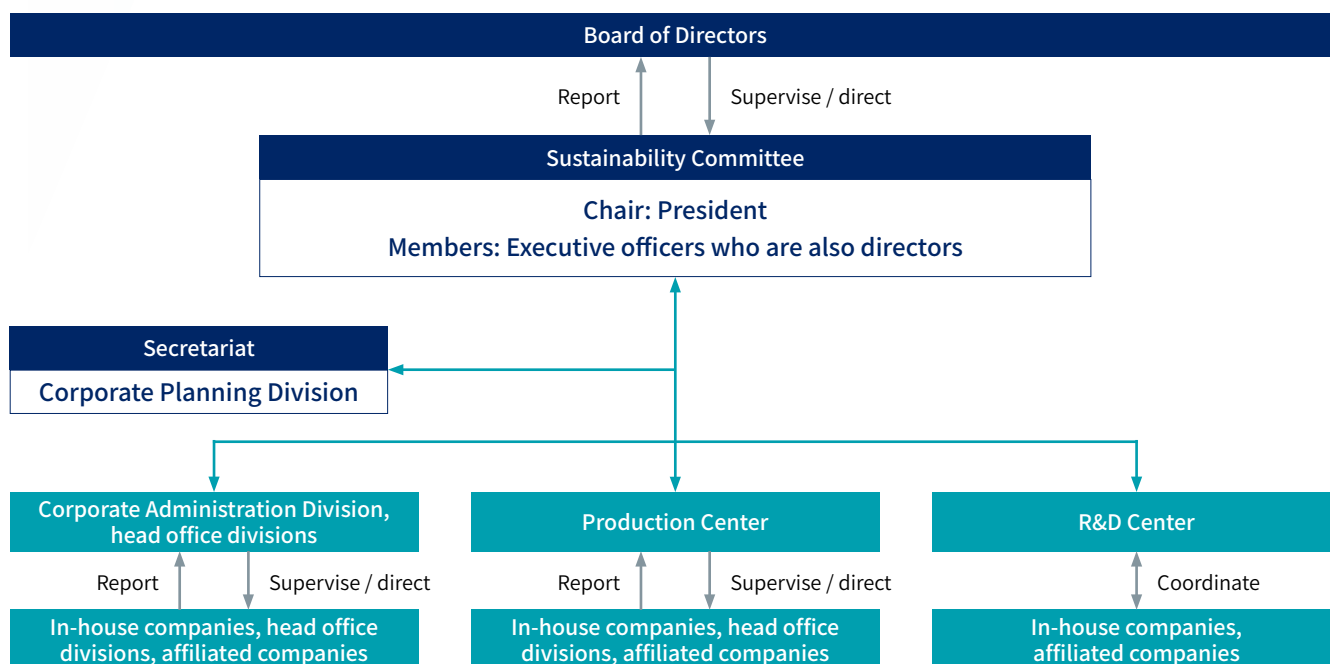 Board of Directors
Report
Supervise / direct
Sustainability Committee
Chair: President
Members: Executive officers who are also directors
Secretariat
Corporate Planning Division
Corporate Administration Division,
head office divisions
Production Center
R&D Center
Report
Supervise / direct
Report
Supervise / direct
Coordinate
In-house companies, head office
divisions, affiliated companies
In-house companies, head office
divisions, affiliated companies
In-house companies,
affiliated companies